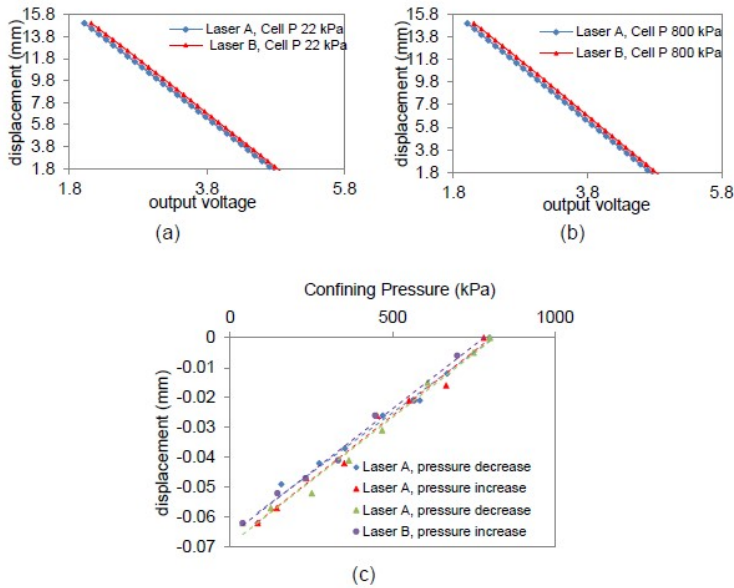 15.8
13.8
11.8
9.8
7.8
5.8
3.8
1.8
displacement (mm)
Laser A, Cell P 22 kPa
Laser B, Cell P 22 kPa
1.8 3.8 5.8
output voltage
(a)
15.8
13.8
11.8
9.8
7.8
5.8
3.8
1.8
displacement (mm)
Laser A, Cell P 800 kPa
Laser B, Cell P 800 kPa
1.8 3.8 5.8
output voltage
(b)
Confining Pressure (kPa)
0 500 1000
0
-0.01
-0.02
-0.03
-0.04
-0.05
-0.06
-0.07
displacement (mm)
Laser A, pressure decrease
Laser A, pressure increase
Laser A, pressure decrease
Laser B, pressure increase
(c)